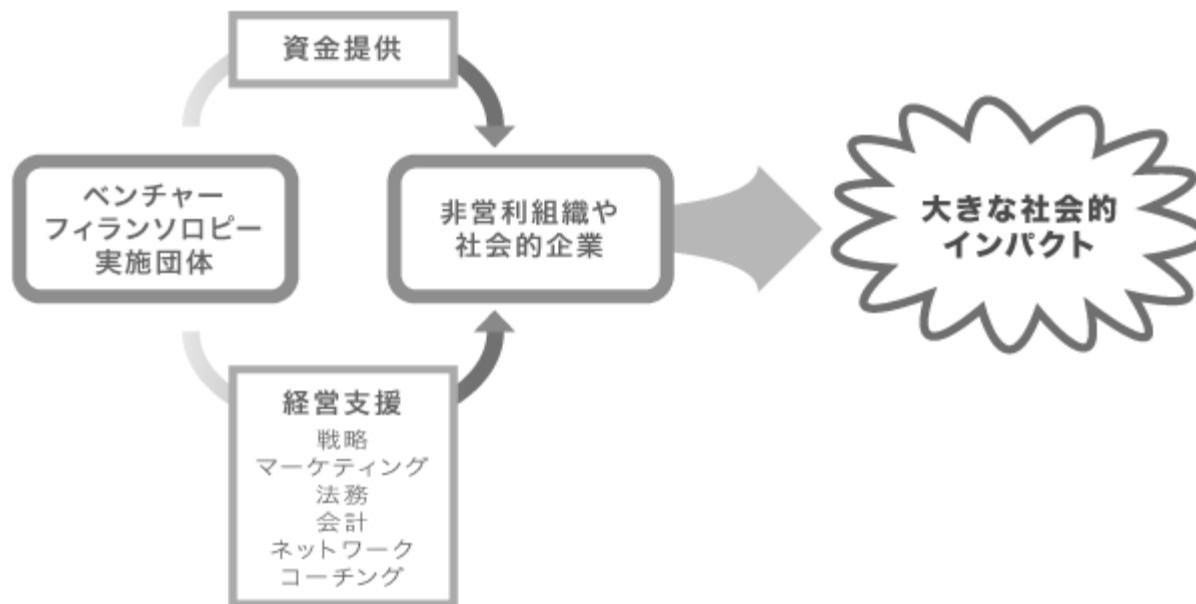 資金提供
ベンチャー
フィランソロピー
実施団体
非営利組織や
社会的企業
大きな社会的
インパクト
経営支援
戦略
マーケティング
法務
会計
ネットワーク
コーチング